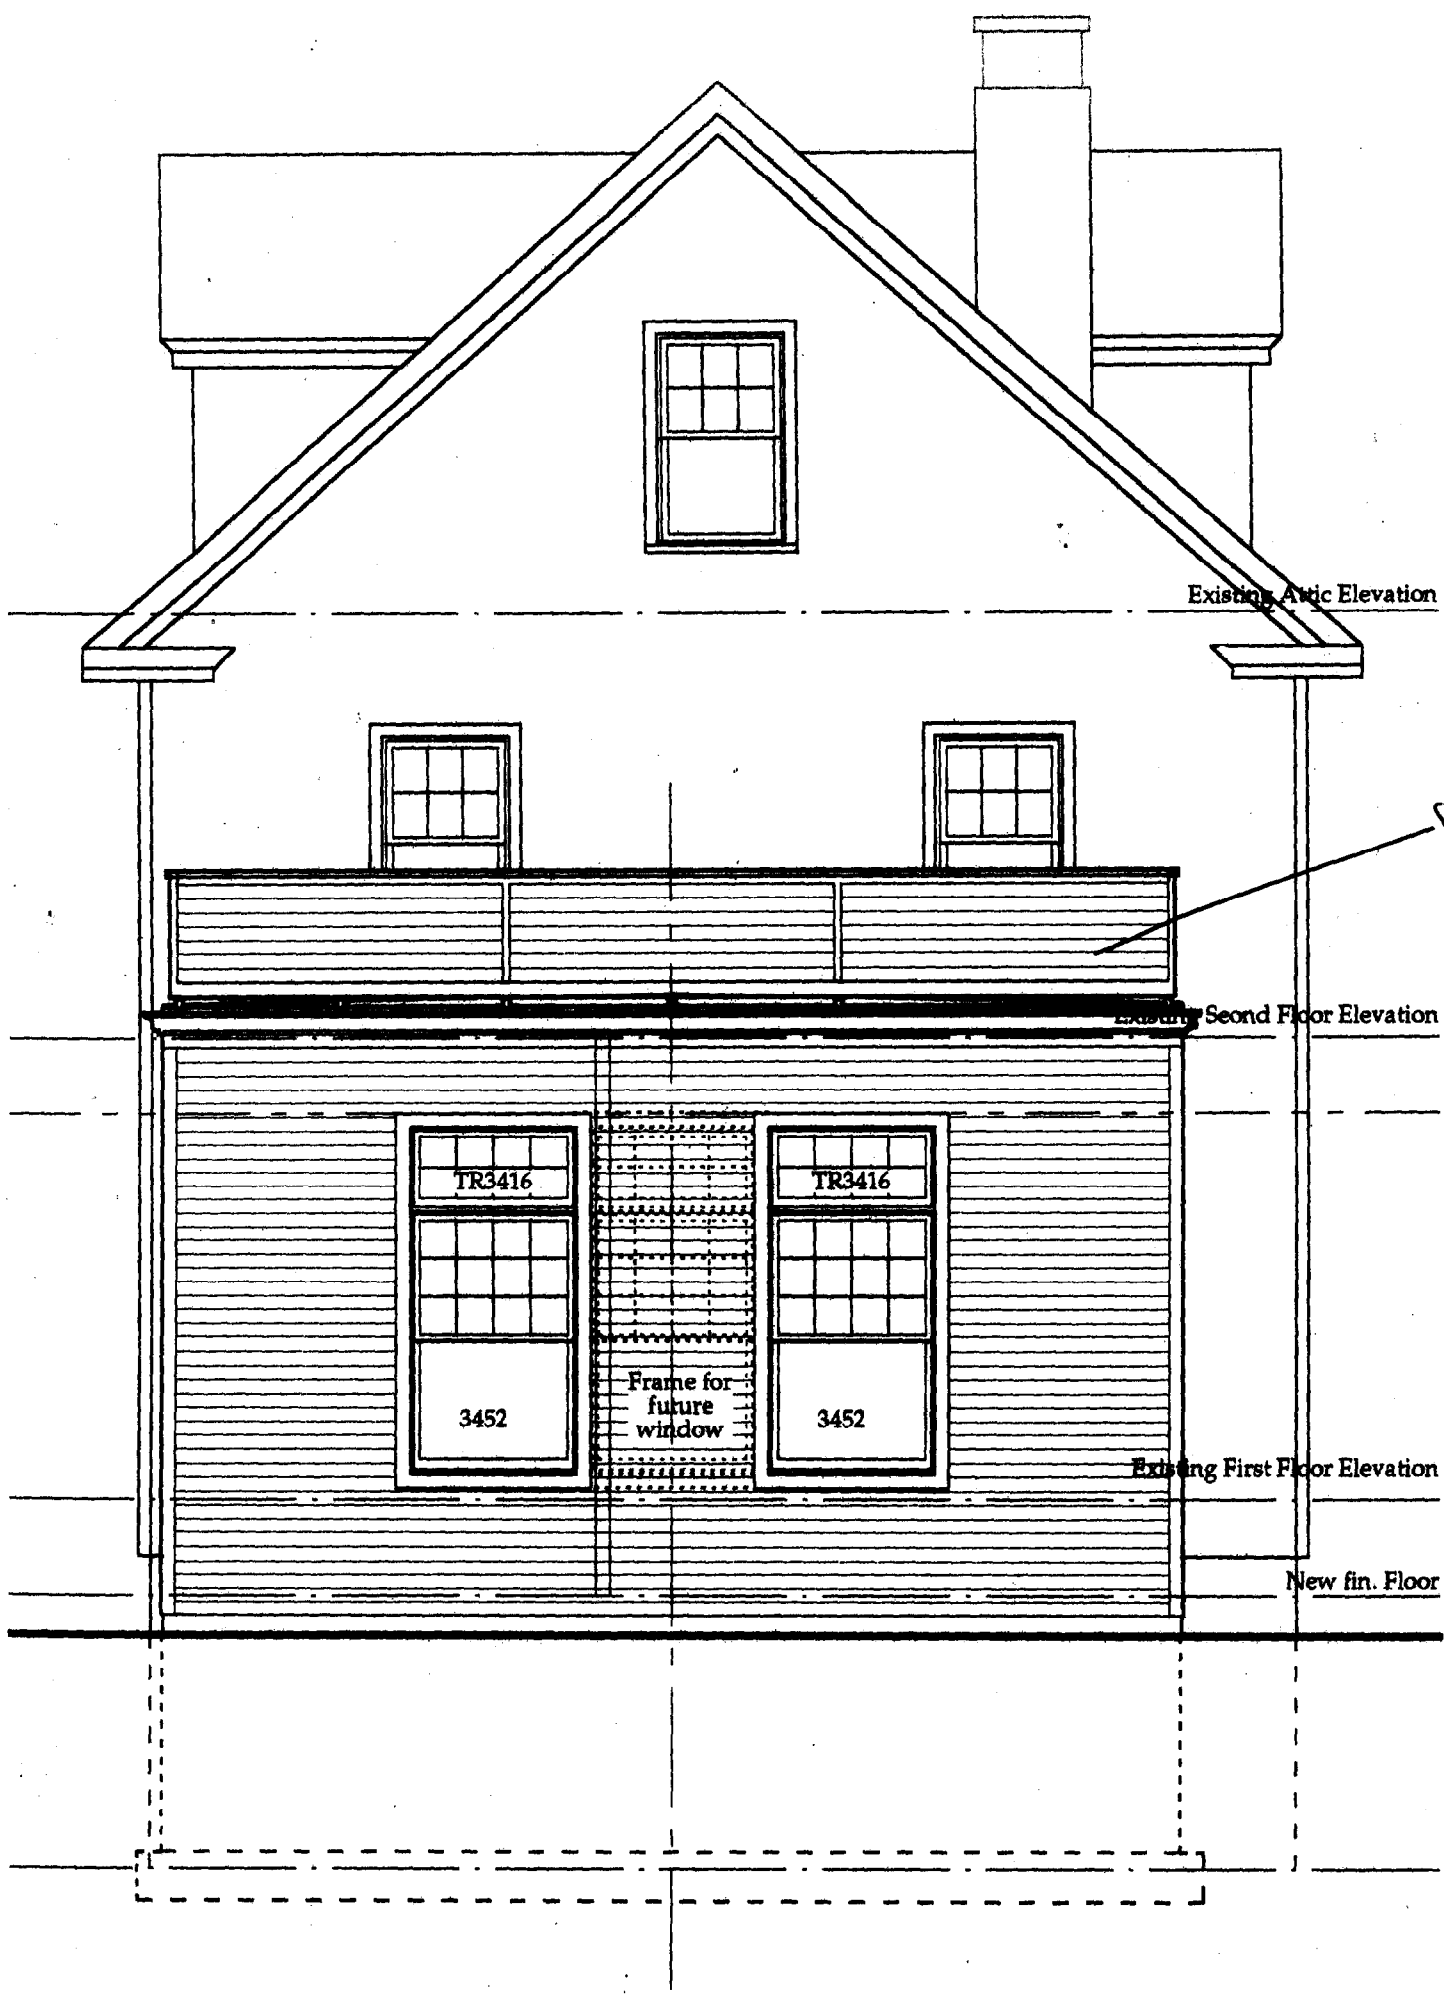 Existing Attic Elevation
Existing Seond Floor Elevation
TR3416 TR3416
Frame for
future
window
3452 3452
Existing First Floor Elevation
New fin. Floor